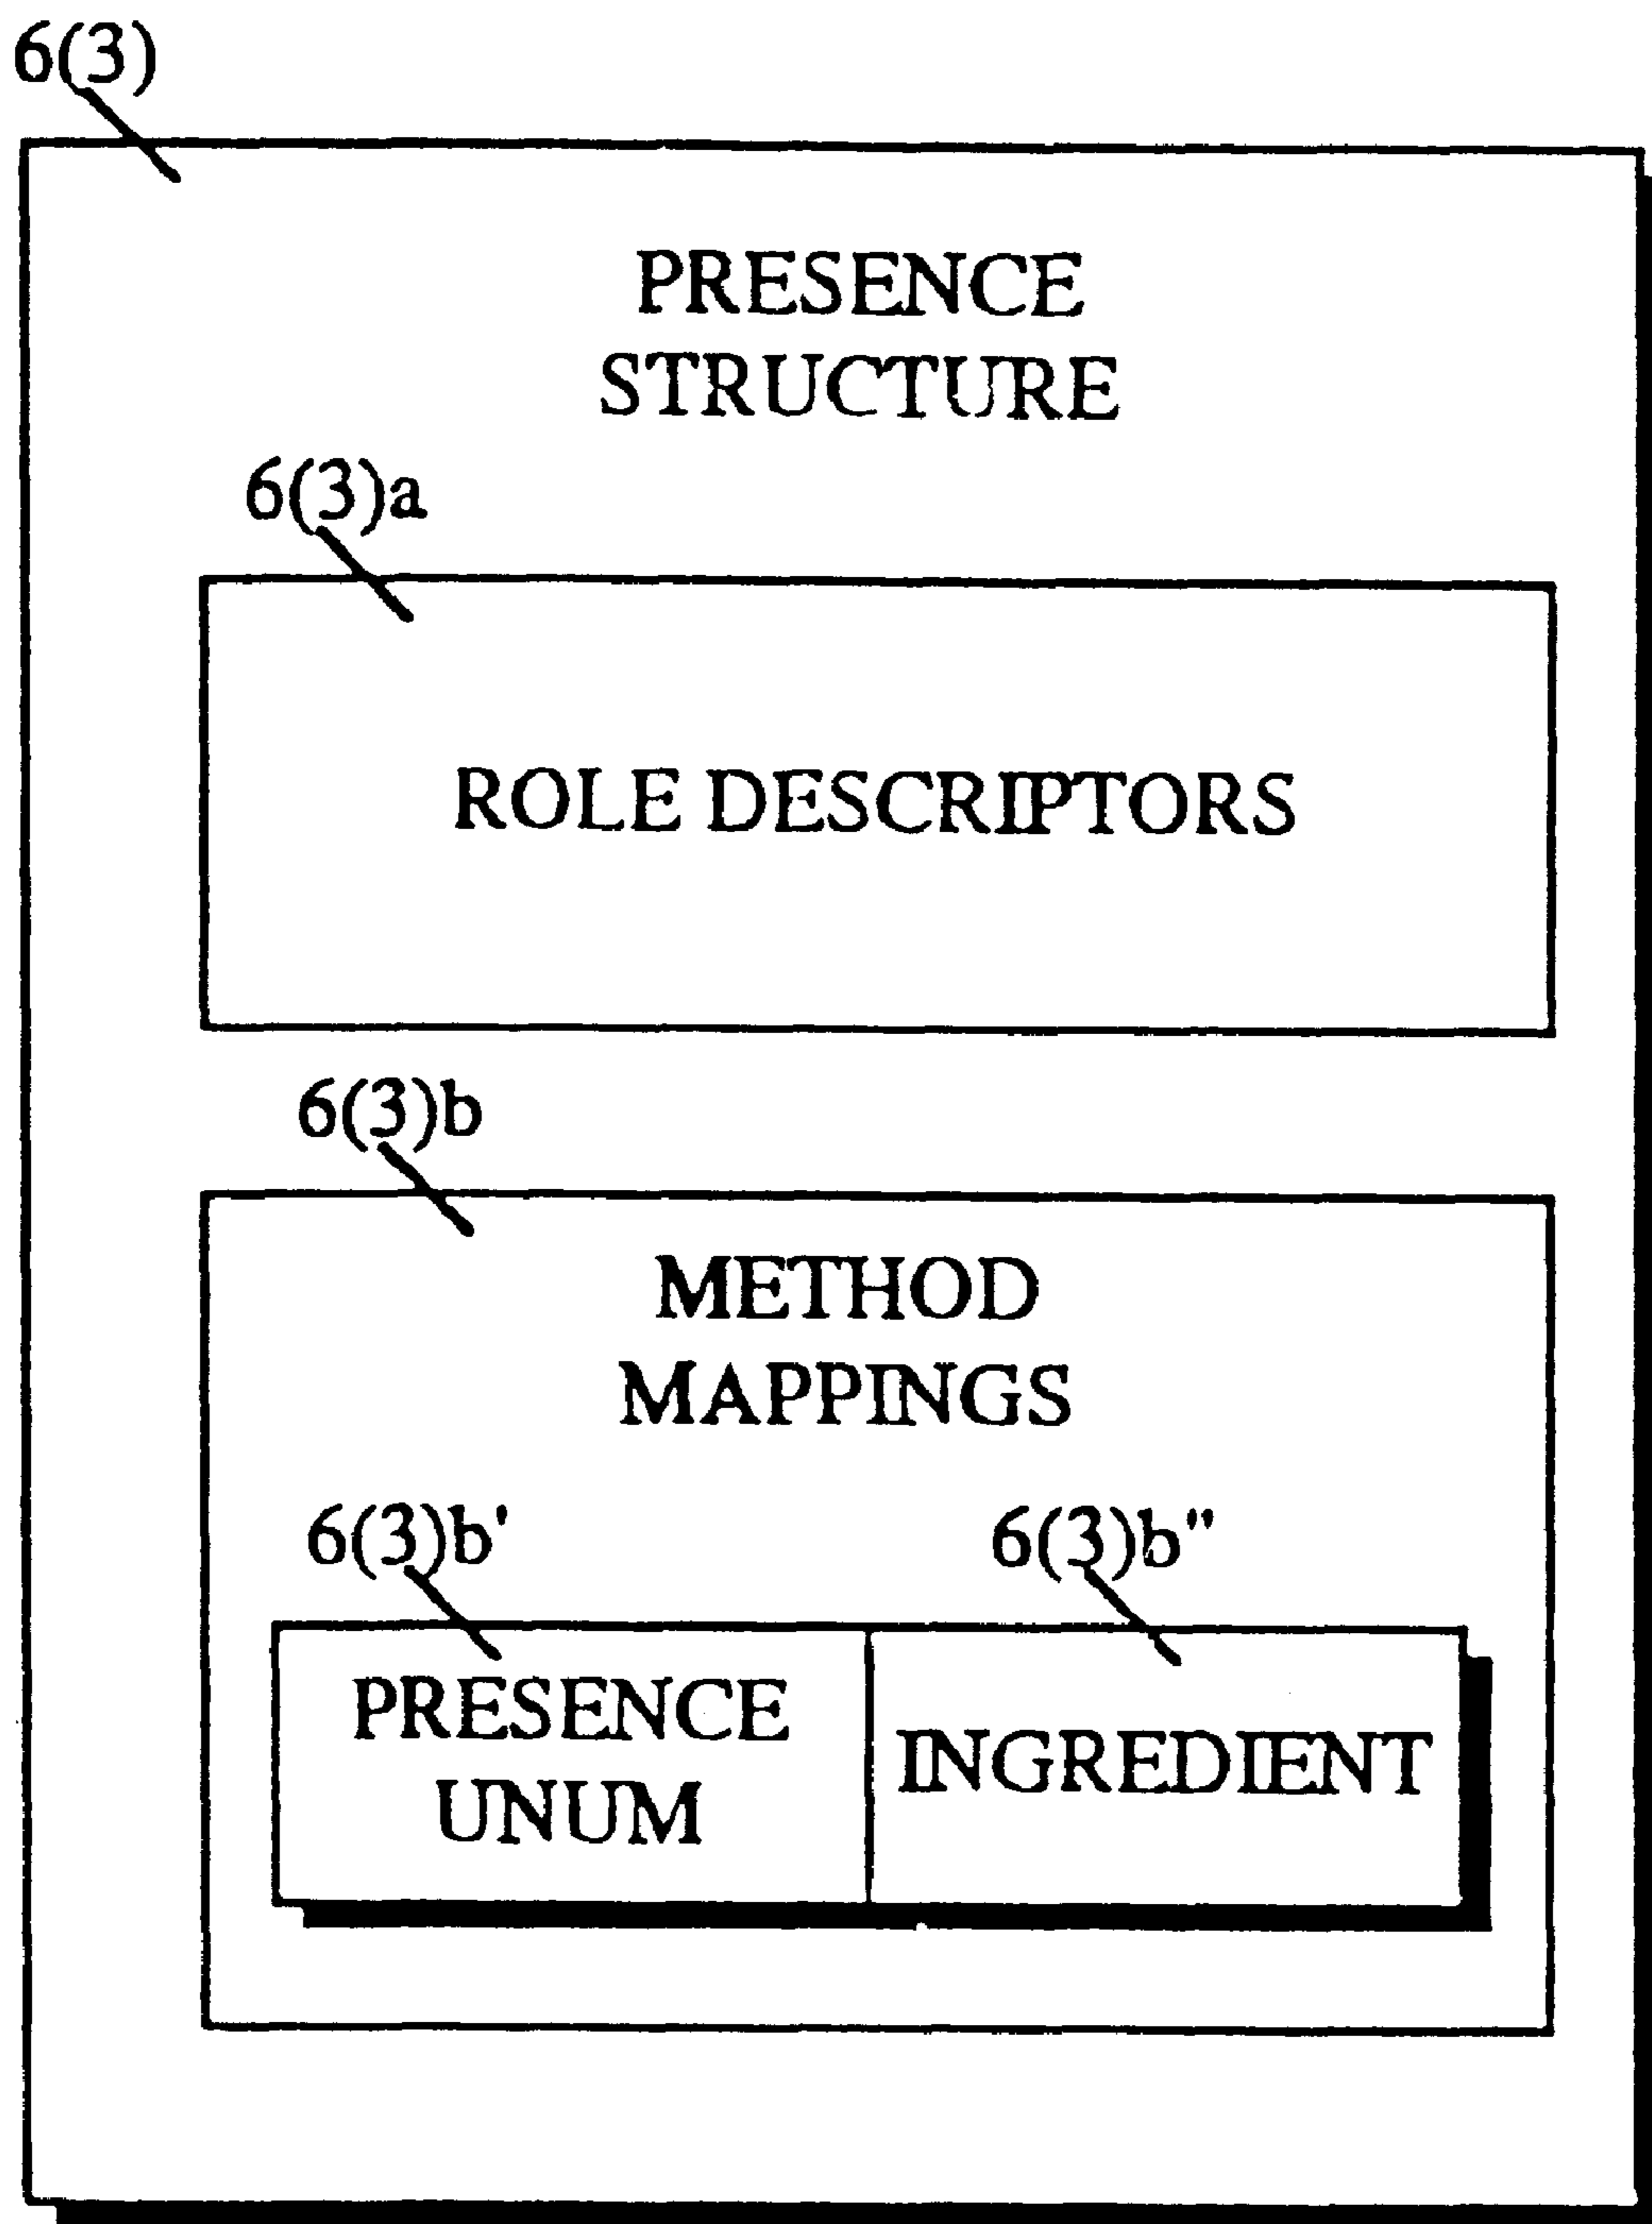 6(3)
PRESENCE
STRUCTURE
6(3)a
ROLE DESCRIPTORS
6(3)b
METHOD
MAPPINGS
6(3)b'
6(3)b"
PRESENCE
UNUM
INGREDIENT